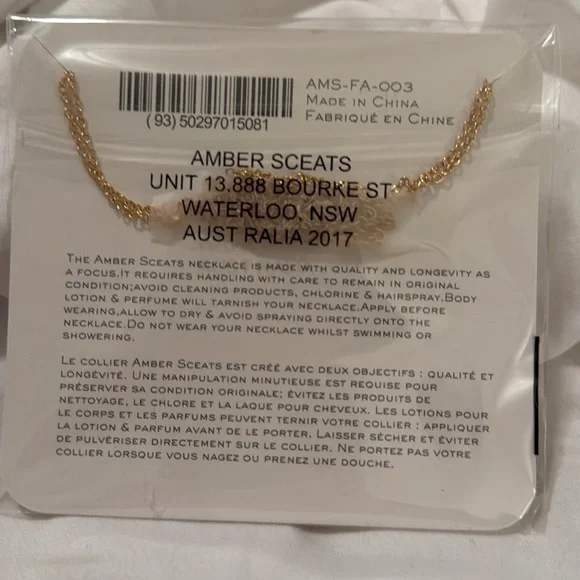 AMS-FA-003
MADE IN CHINA
FABRIQUÉ EN CHINE
(93)50297015081
AMBER SCEATS
UNIT 13.888 BOURKE ST
WATERLOO, NSW
AUST RALIA 2017
THE AMBER SCEATS NECKLACE IS MADE WITH QUALITY AND LONGEVITY AS
A FOCUS.IT REQUIRES HANDLING WITH CARE TO REMAIN IN ORIGINAL
CONDITION;AVOID CLEANING PRODUCTS, CHLORINE & HAIRSPRAY.BODY
LOTION & PERFUME WILL TARNISH YOUR NECKLACE.APPLY BEFORE
WEARING,ALLOW TO DRY & AVOID SPRAYING DIRECTLY ONTO THE
NECKLACE.DO NOT WEAR YOUR NECKLACE WHILST SWIMMING OR
SHOWERING.
LE COLLIER AMBER SCEATS EST CRÉÉ AVEC DEUX OBJECTIFS : QUALITÉ ET
LONGÉVITÉ. UNE MANIPULATION MINUTIEUSE EST REQUISE POUR
PRÉSERVER SA CONDITION ORIGINALE; ÉVITEZ LES PRODUITS DE
NETTOYAGE, LE CHLORE ET LA LAQUE POUR CHEVEUX. LES LOTIONS POUR
LE CORPS ET LES PARFUMS PEUVENT TERNIR VOTRE COLLIER : APPLIQUER
LA LOTION & PARFUM AVANT DE LE PORTER. LAISSER SÉCHER ET ÉVITER
DE PULVÉRISER DIRECTEMENT SUR LE COLLIER. NE PORTEZ PAS VOTRE
COLLIER LORSQUE VOUS NAGEZ OU PRENEZ UNE DOUCHE.